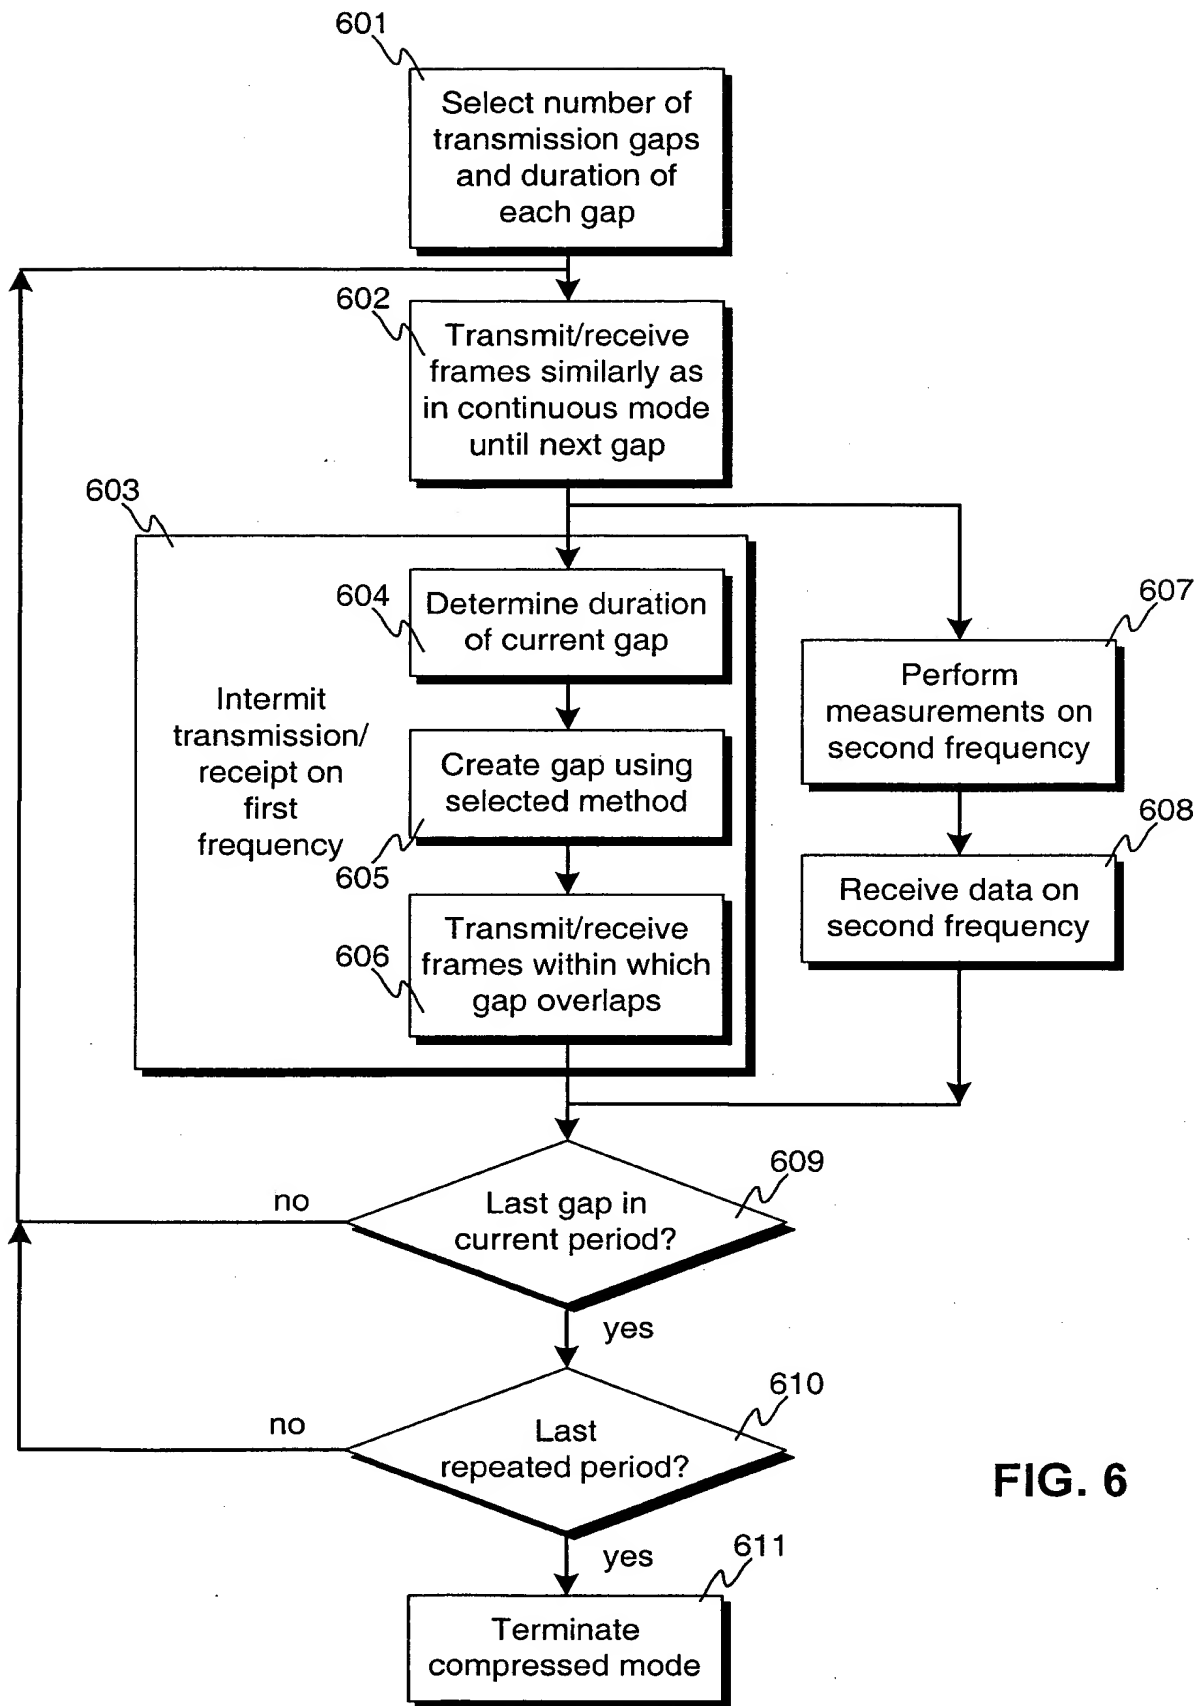 601
Select number of
transmission gaps
and duration of
each gap
602
Transmit/receive
frames similarly as
in continuous mode
until next gap
603
Intermit
transmission/
receipt on
first
frequency
604
Determine duration
of current gap
Create gap using
selected method
605
606
Transmit/receive
frames within which
gap overlaps
607
Perform
measurements on
second frequency
608
Receive data on
second frequency
609
Last gap in
current period?
no
yes
610
Last
repeated period?
no
yes
611
Terminate
compressed mode
FIG. 6